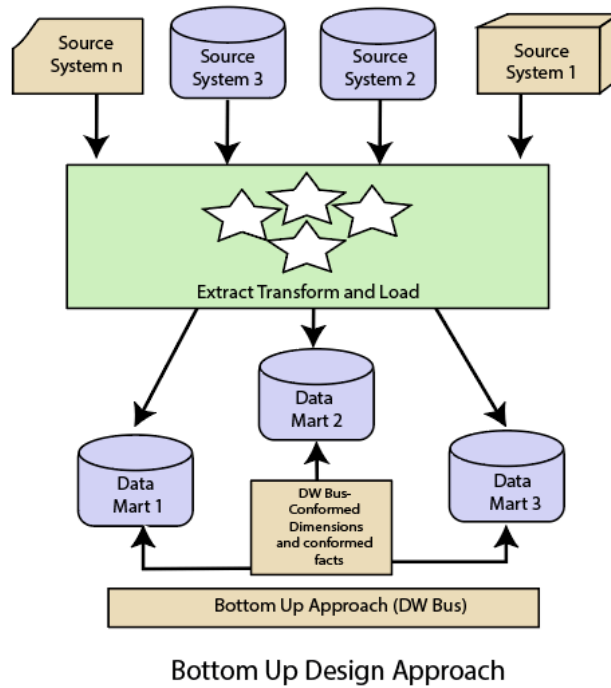 Source
System n
Source
System 3
Source
System 2
Source
System 1
Extract Transform and Load
Data
Mart 2
Data
Mart 1
DW Bus-
Conformed
Dimensions
and conformed
facts
Data
Mart 3
Bottom Up Approach (DW Bus)
Bottom Up Design Approach